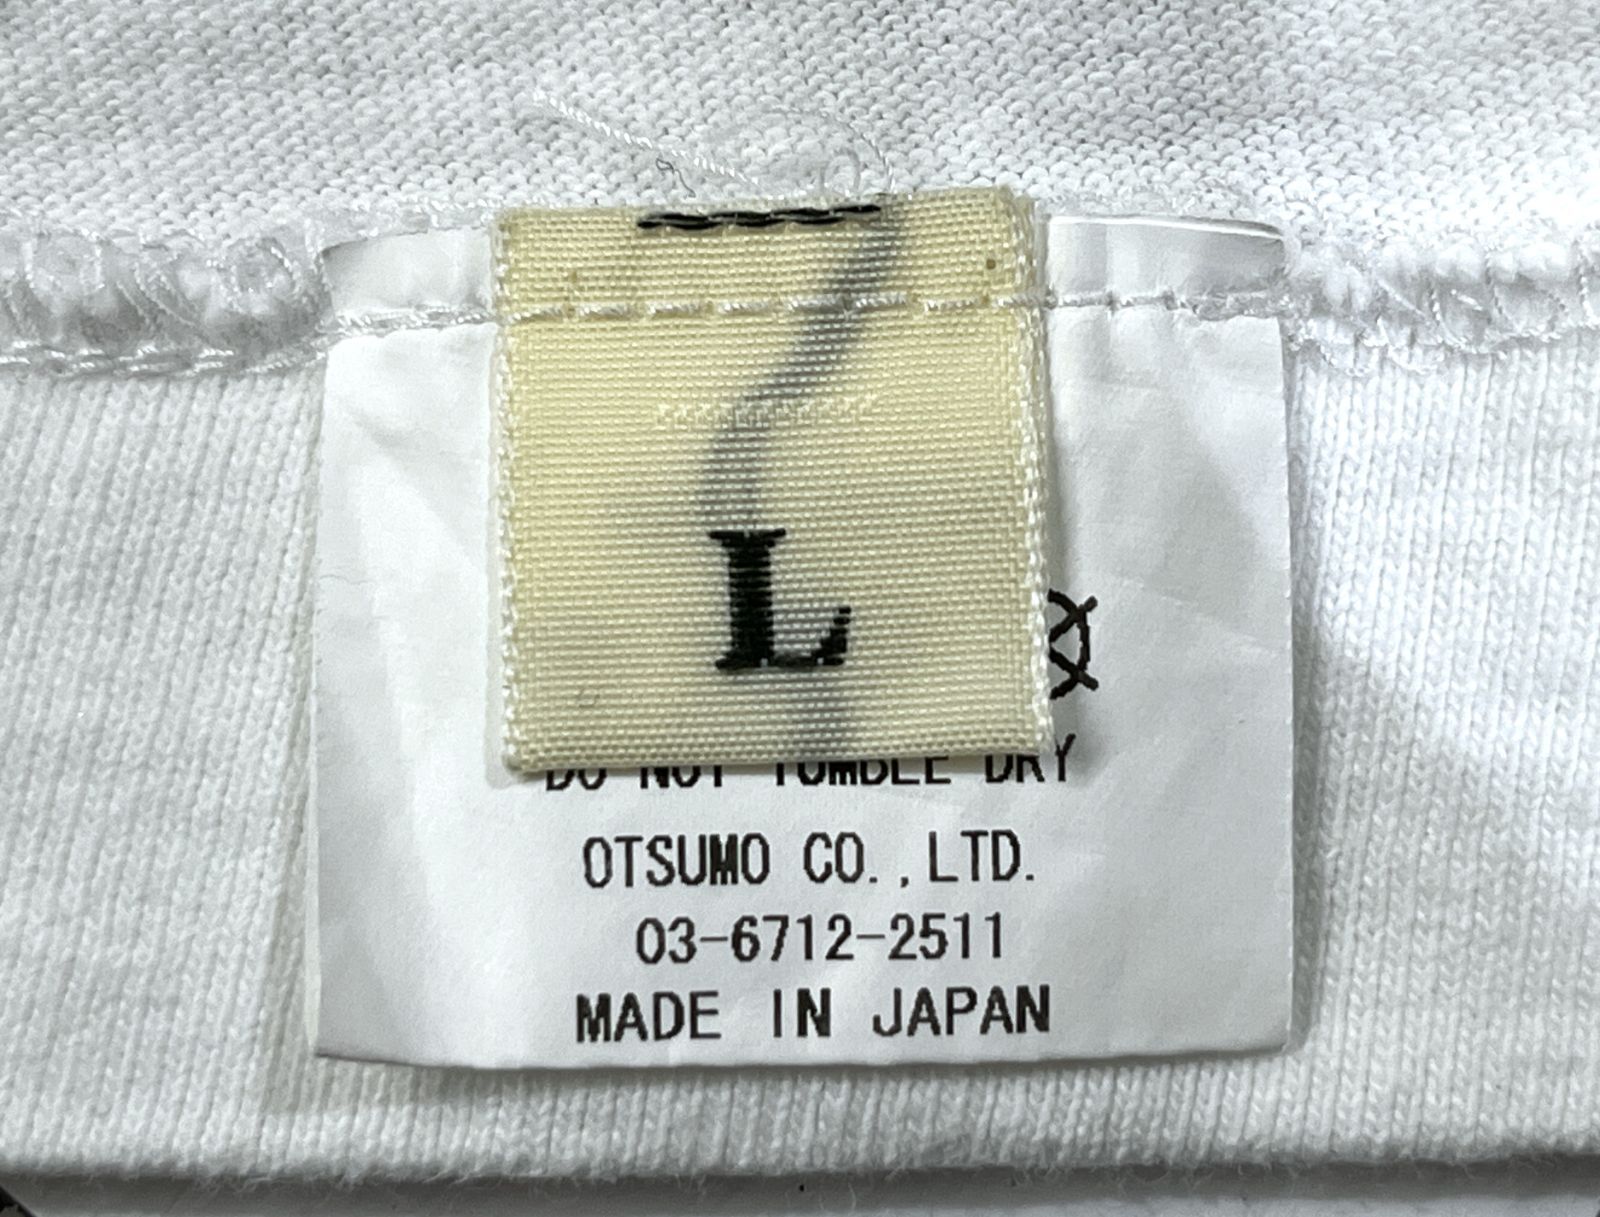 L
DO NOT TUMBLE DRY
OTSUMO CO.,LTD.
03-6712-2511
MADE IN JAPAN